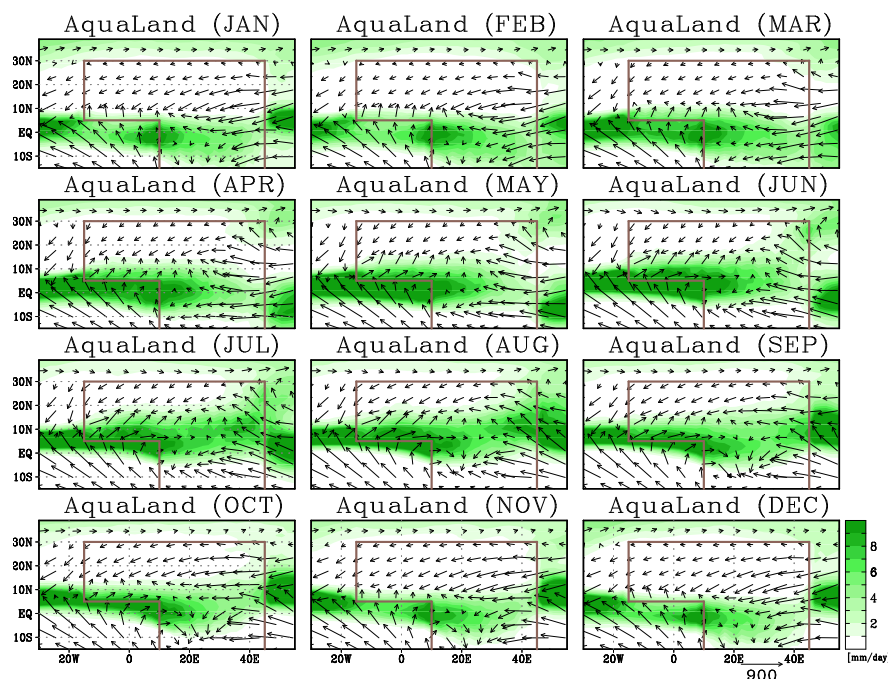 AquaLand (JAN) AquaLand (FEB) AquaLand (MAR)
30N
20N
10N
EQ
10S
AquaLand (APR) AquaLand (MAY) AquaLand (JUN)
30N
20N
10N
EQ
10S
AquaLand (JUL) AquaLand (AUG) AquaLand (SEP)
30N
20N
10N
EQ
10S
AquaLand (OCT) AquaLand (NOV) AquaLand (DEC)
30N
20N
10N
EQ
10S
8
6
4
2
20W 0 20E 40E 20W 0 20E 40E 20W 0 20E 40E [mm/day
900